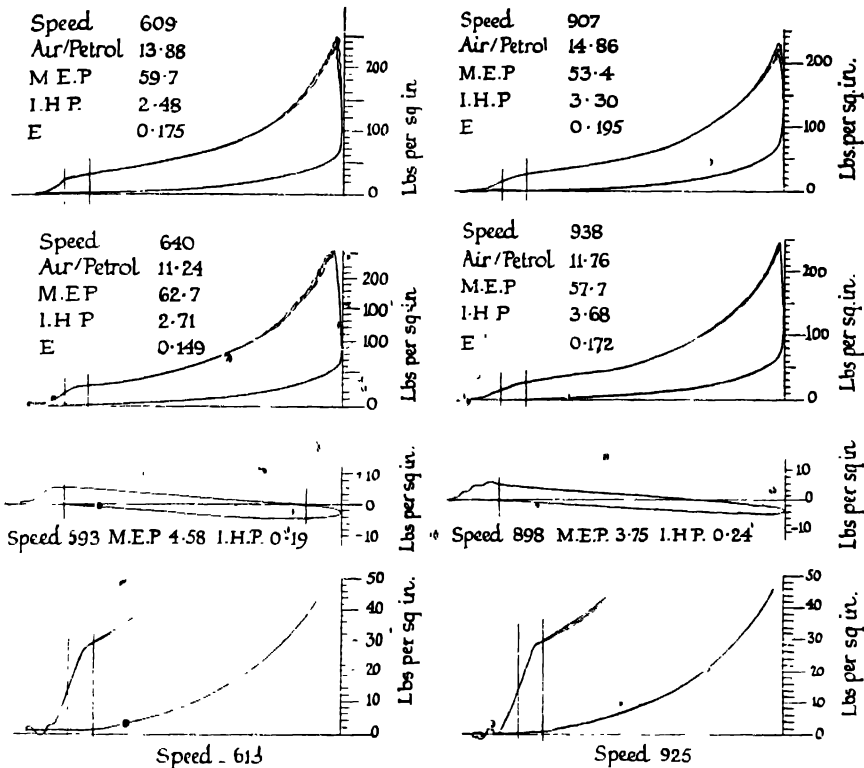 Speed 609
Air/Petrol 13.88
M E.P 59.7
I.H P. 2.48
E 0.175
200
100
0
Lbs per sq in
Speed 907
Air/Petrol 14.86
M.E.P 53.4
I.H.P 3.30
E 0.195
200
100
0
Lbs. per sq. in.
Speed 640
Air/Petrol 11.24
M.E.P 62.7
I.H P 2.71
E 0.149
200
100
100
0
Lbs per sq. in
Speed 938
Air/Petrol 11.76
M.E.P 57.7
I.H P 3.68
E 0.172
200
100
0
Lbs per sq. in
10
0
-10
Lbs per sq in.
Speed 593 M.E.P 4.58 I.H.P. 0.19
10
0
-10
Lbs per sq in
Speed 898 M.E.P. 3.75 I.H.P 0.24
50
40
30
20
10
0
Lbs per sq in.
Speed - 613
50
40
30
20
10
0
Lbs per sq in.
Speed 925